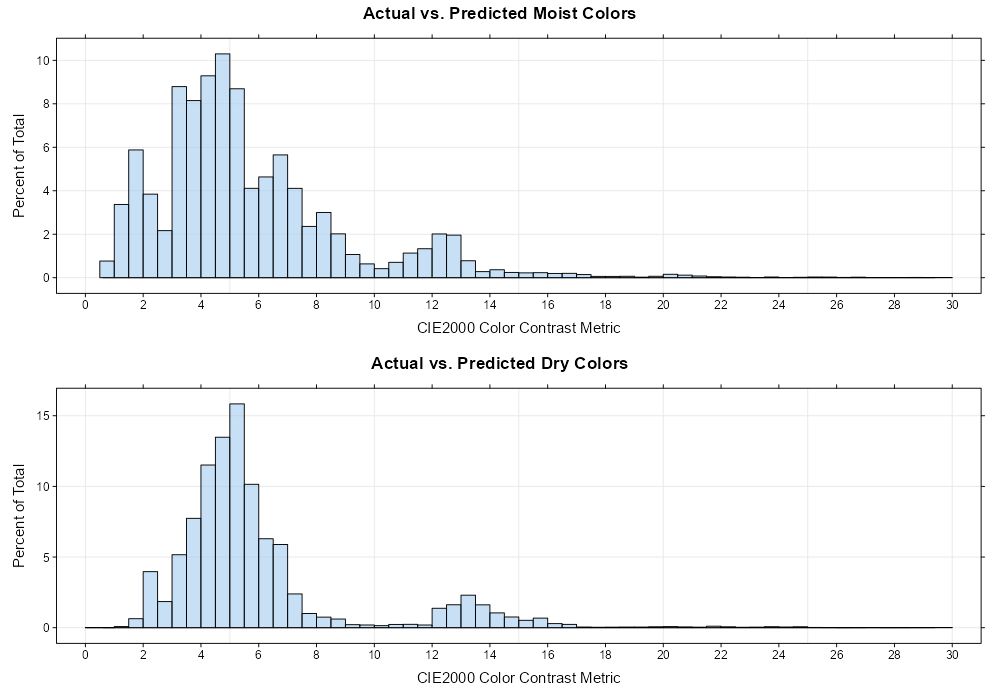 Actual vs. Predicted Moist Colors
Percent of Total
10
8
6
4
2
0
0 2 4 6 8 10 12 14 16 18 20 22 24 26 28 30
CIE2000 Color Contrast Metric
Actual vs. Predicted Dry Colors
Percent of Total
15
10
5
0
0 2 4 6 8 10 12 14 16 18 20 22 24 26 28 30
CIE2000 Color Contrast Metric